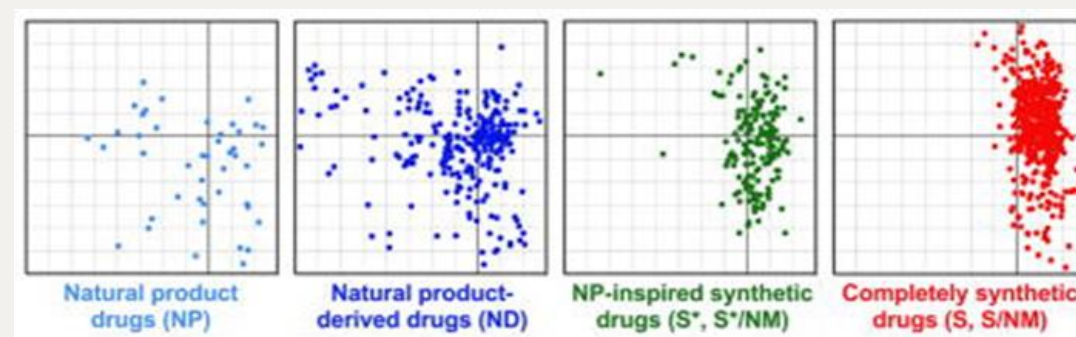 Natural product
drugs (NP)
Natural product-
derived drugs (ND)
NP-inspired synthetic
drugs (S*, S*/NM)
Completely synthetic
drugs (S, S/NM)